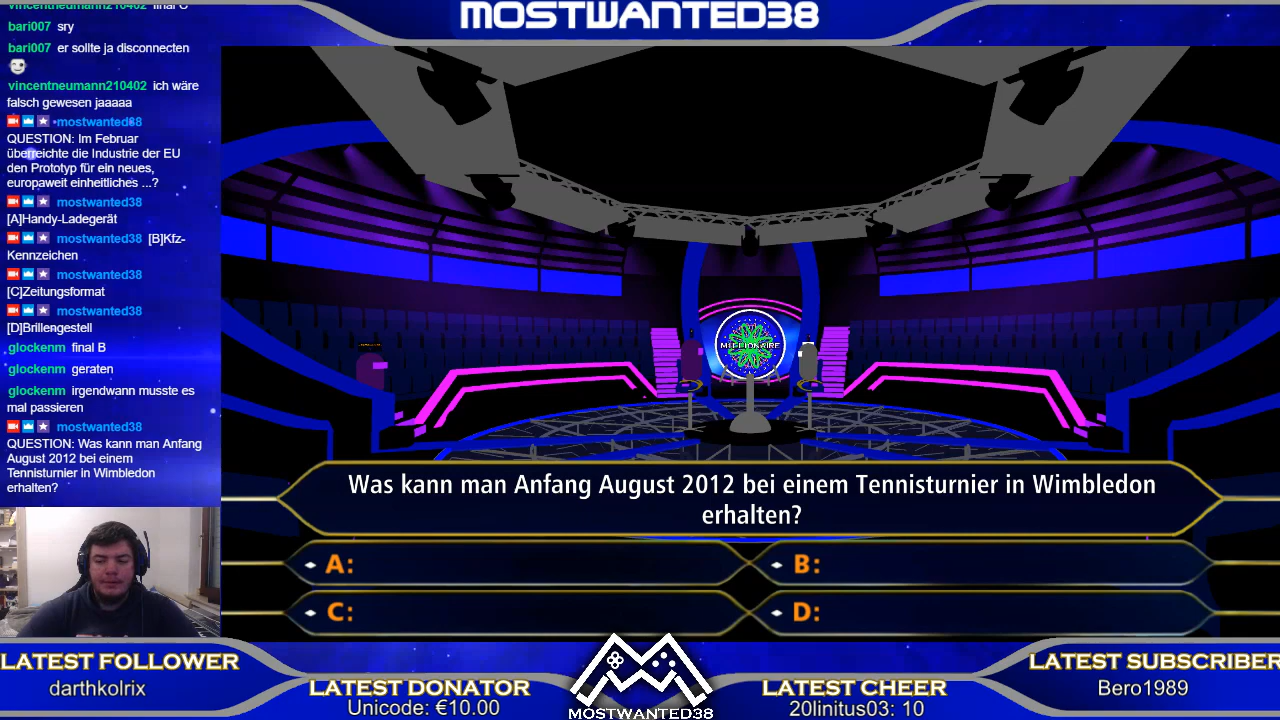 MOSTWANTED38
vincentneumann210402 final C
bari007 sry
bari007 er sollte ja disconnecten
vincentneumann210402 ich wäre
falsch gewesen jaaaaa
mostwanted38
QUESTION: Im Februar
überreichte die Industrie der EU
den Prototyp für ein neues,
europaweit einheitliches ...?
mostwanted38
[A]Handy-Ladegerät
mostwanted38 [B]Kfz-
Kennzeichen
mostwanted38
[C]Zeitungsformat
mostwanted38
[D]Brillengestell
glockenm final B
glockenm geraten
glockenm irgendwann musste es
mal passieren
mostwanted38
QUESTION: Was kann man Anfang
August 2012 bei einem
Tennisturnier in Wimbledon
erhalten?
MILLIONAIRE
Was kann man Anfang August 2012 bei einem Tennisturnier in Wimbledon
erhalten?
A:
B:
C:
D:
LATEST FOLLOWER
darthkolrix
LATEST DONATOR
Unicode: €10.00
MOSTWANTED38
LATEST CHEER
20linitus03: 10
LATEST SUBSCRIBER
Bero1989